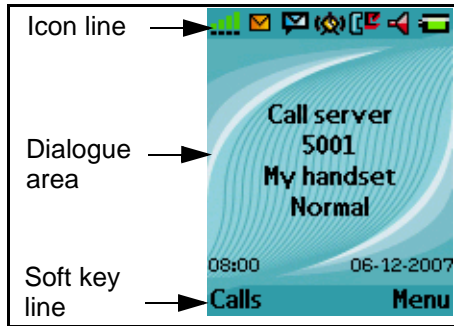 Icon line
Call server
5001
My handset
Normal
Dialogue
area
08:00 06-12-2007
Soft key
line
Calls Menu